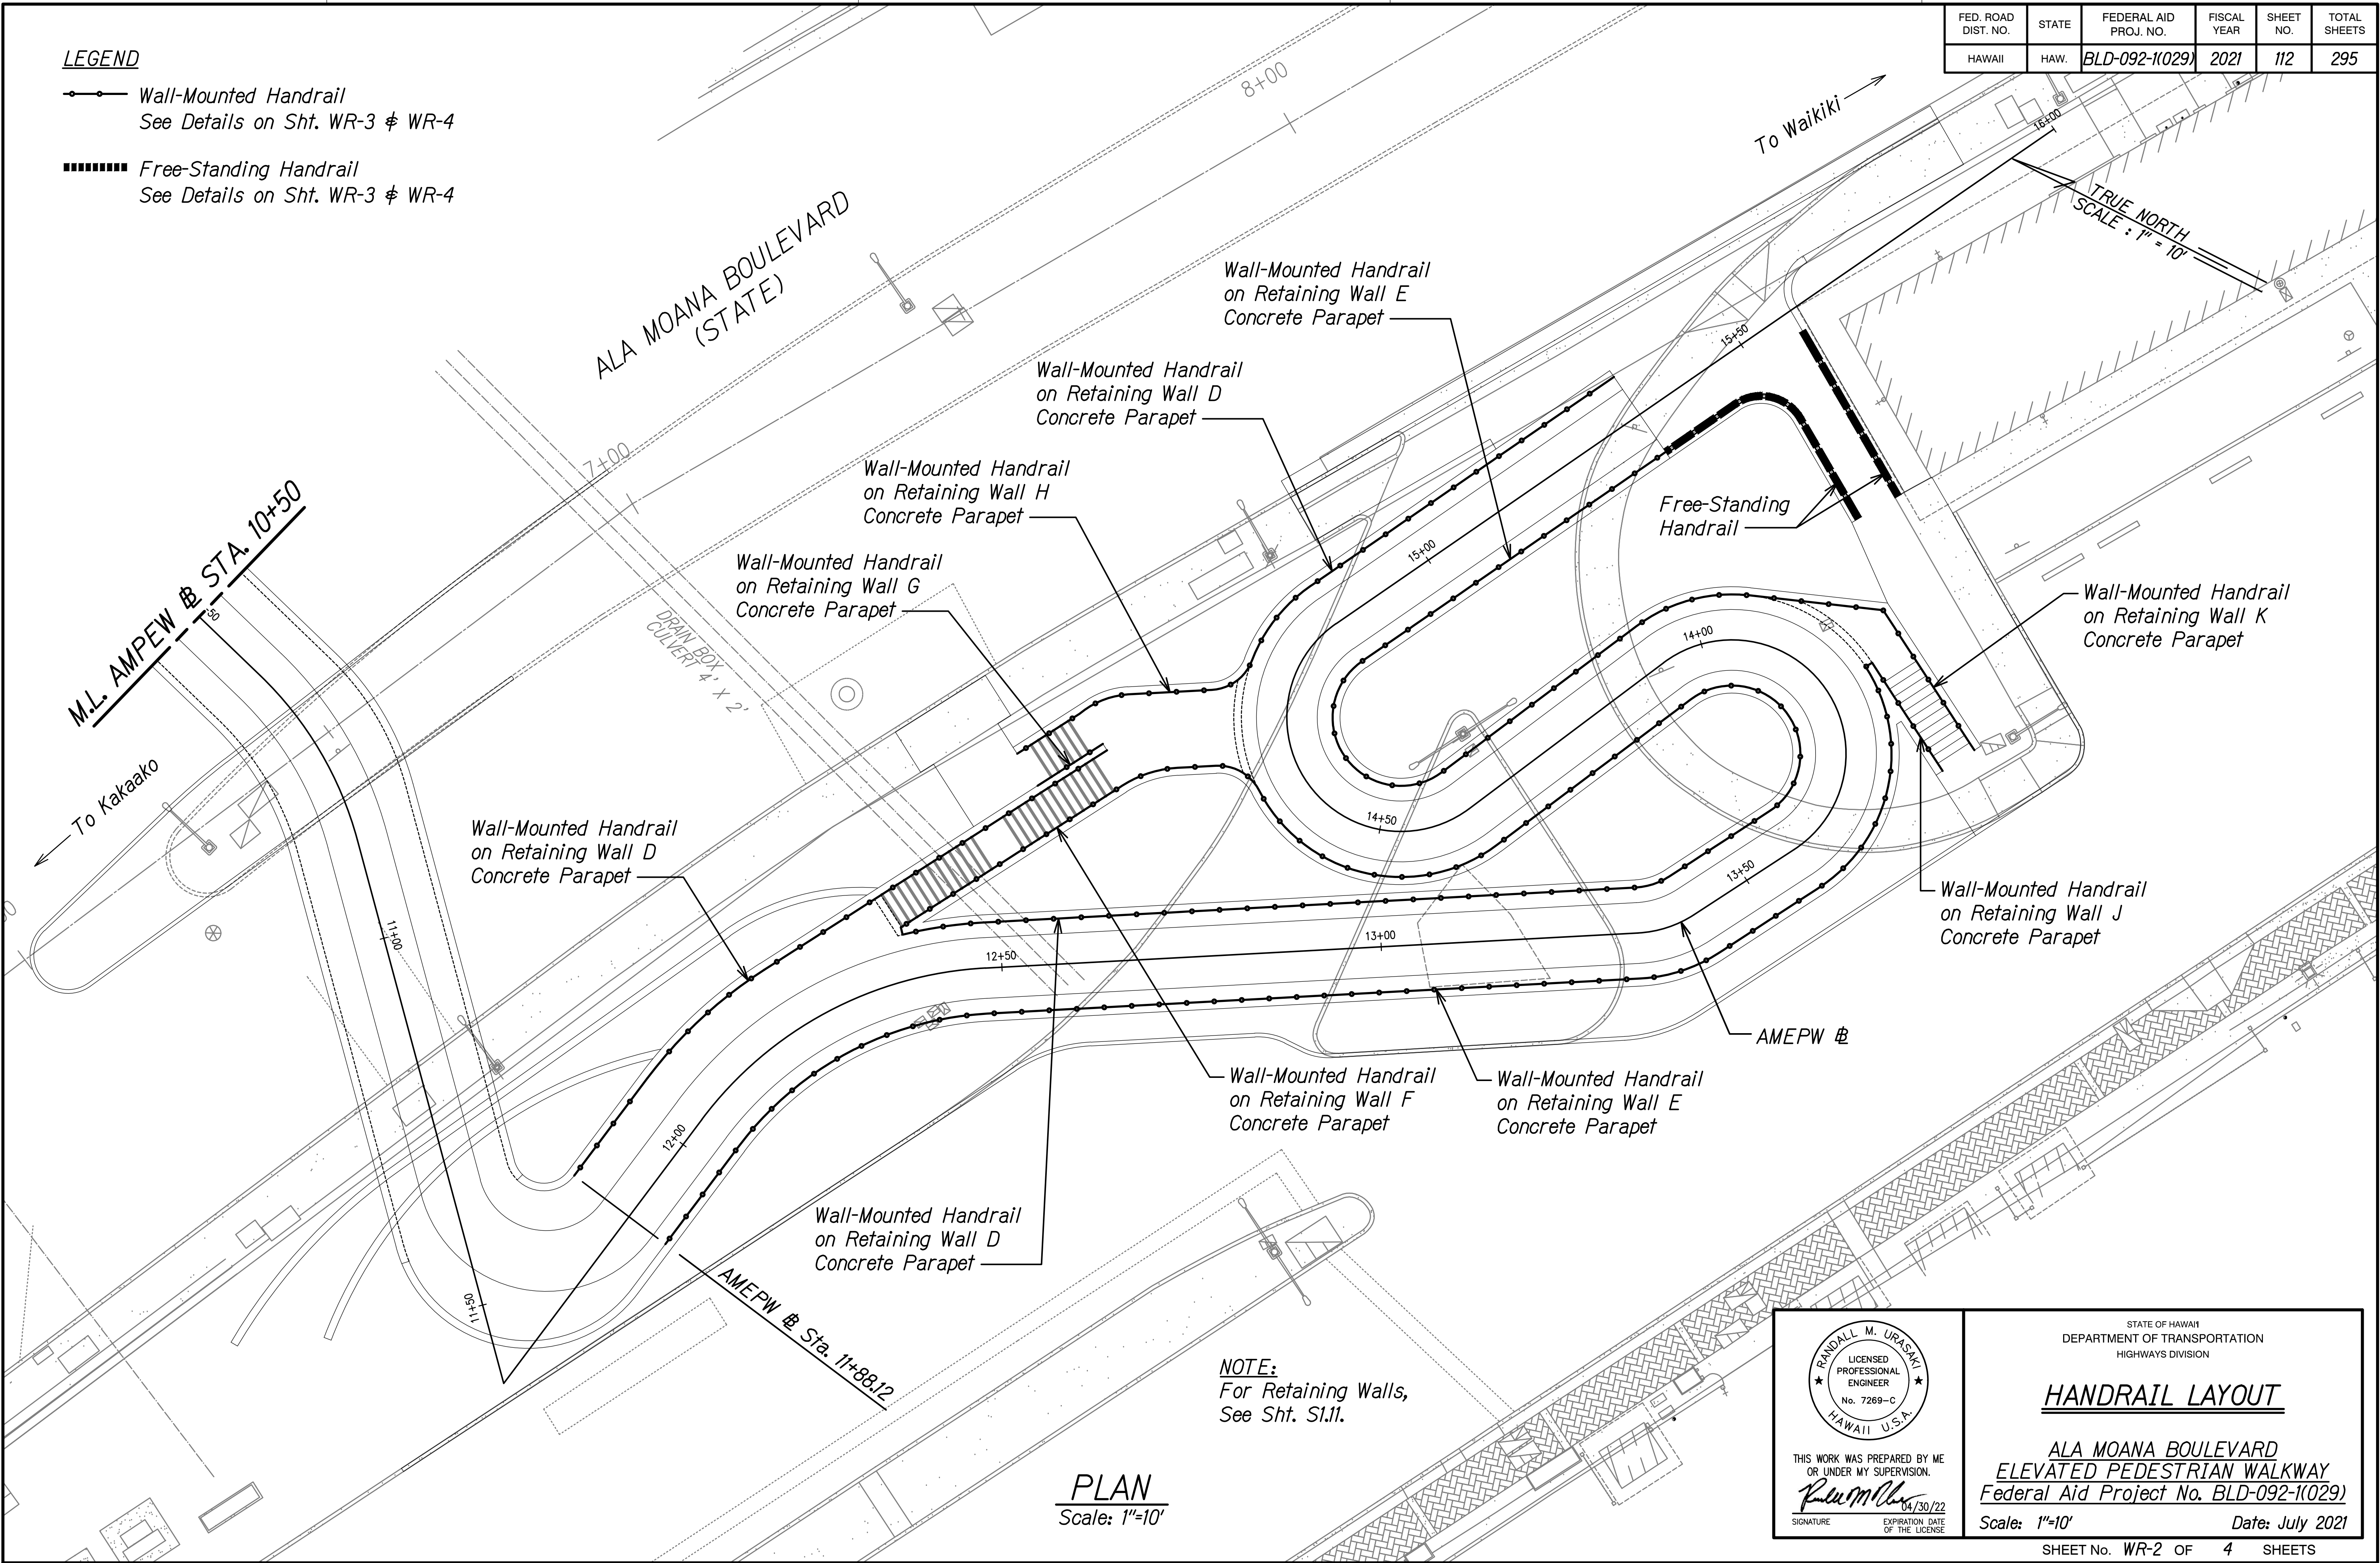 FED. ROAD DIST. NO.
STATE
FEDERAL AID PROJ. NO.
FISCAL YEAR
SHEET NO.
TOTAL SHEETS
HAWAII
HAW.
BLD-092-1(029)
2021
112
295
LEGEND
Wall-Mounted Handrail
See Details on Sht. WR-3 & WR-4
Free-Standing Handrail
See Details on Sht. WR-3 & WR-4
8+00
To Waikiki
16+00
TRUE NORTH
SCALE : 1" = 10'
ALA MOANA BOULEVARD
(STATE)
Wall-Mounted Handrail
on Retaining Wall E
Concrete Parapet
15+50
Wall-Mounted Handrail
on Retaining Wall D
Concrete Parapet
7+00
Wall-Mounted Handrail
on Retaining Wall H
Concrete Parapet
Free-Standing
Handrail
M.L. AMPEW BL STA. 10+50
50
15+00
Wall-Mounted Handrail
on Retaining Wall G
Concrete Parapet
DRAIN BOX
CULVERT 4' X 2'
Wall-Mounted Handrail
on Retaining Wall K
Concrete Parapet
14+00
To Kakaako
14+50
Wall-Mounted Handrail
on Retaining Wall D
Concrete Parapet
13+50
Wall-Mounted Handrail
on Retaining Wall J
Concrete Parapet
11+00
12+50
13+00
AMEPW BL
Wall-Mounted Handrail
on Retaining Wall F
Concrete Parapet
Wall-Mounted Handrail
on Retaining Wall E
Concrete Parapet
12+00
Wall-Mounted Handrail
on Retaining Wall D
Concrete Parapet
11+50
AMEPW BL Sta. 11+88.12
NOTE:
For Retaining Walls,
See Sht. S1.11.
PLAN
Scale: 1"=10'
RANDALL M. URASAKI
LICENSED
PROFESSIONAL
ENGINEER
No. 7269-C
HAWAII U.S.A.
THIS WORK WAS PREPARED BY ME
OR UNDER MY SUPERVISION.
04/30/22
SIGNATURE
EXPIRATION DATE
OF THE LICENSE
STATE OF HAWAII
DEPARTMENT OF TRANSPORTATION
HIGHWAYS DIVISION
HANDRAIL LAYOUT
ALA MOANA BOULEVARD
ELEVATED PEDESTRIAN WALKWAY
Federal Aid Project No. BLD-092-1(029)
Scale: 1"=10'
Date: July 2021
SHEET No. WR-2 OF 4 SHEETS